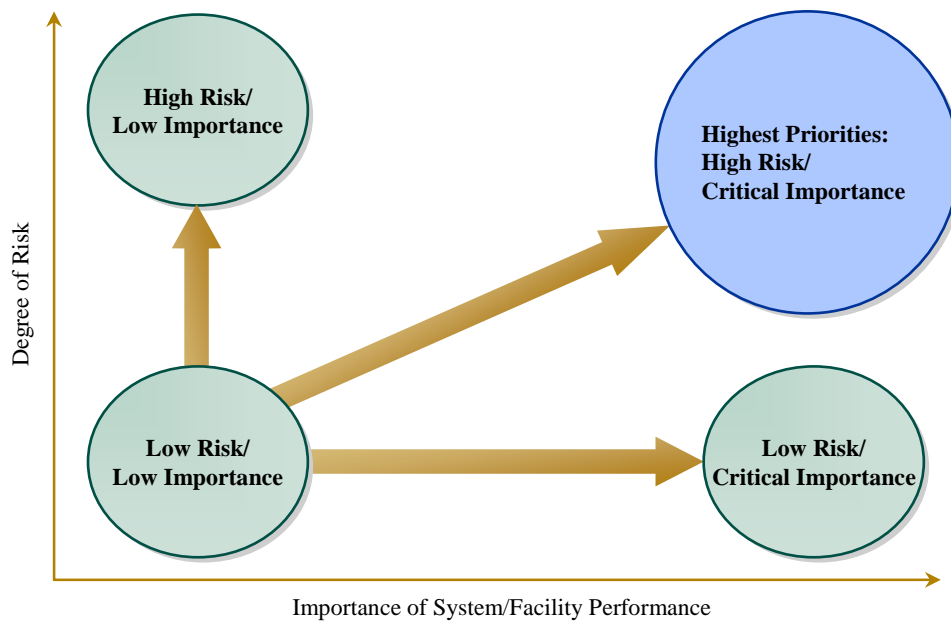 High Risk/
Low Importance
Highest Priorities:
High Risk/
Critical Importance
Degree of Risk
Low Risk/
Low Importance
Low Risk/
Critical Importance
Importance of System/Facility Performance